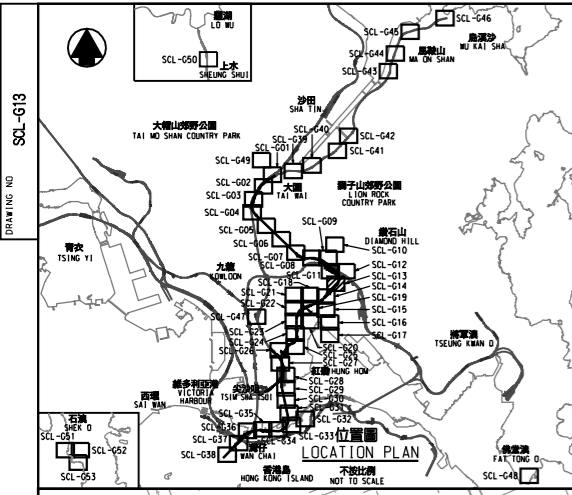 DRAWING NO
SCL-G13
羅湖
LO WU
SCL-G50
上水
SHEUNG SHUI
SCL-G46
SCL-G45
烏溪沙
WU KAI SHA
SCL-G44
馬鞍山
MA ON SHAN
SCL-G43
沙田
SHA TIN
大帽山郊野公園
TAI MO SHAN COUNTRY PARK
SCL-G40
SCL-G39
SCL-G01
SCL-G42
SCL-G41
SCL-G49
SCL-G02
大圍
TAI WAI
獅子山郊野公園
LION ROCK
COUNTRY PARK
SCL-G03
SCL-G04
SCL-G05
SCL-G06
SCL-G07
SCL-G08
SCL-G09
鑽石山
DIAMOND HILL
SCL-G10
SCL-G11
SCL-G12
SCL-G13
SCL-G14
SCL-G18
SCL-G19
SCL-G15
SCL-G16
SCL-G17
青衣
TSING YI
九龍
KOWLOON
SCL-G21
SCL-G22
SCL-G47
SCL-G23
SCL-G24
SCL-G26
SCL-G20
SCL-G25
SCL-G27
紅磡
HUNG HOM
SCL-G28
SCL-G29
SCL-G30
SCL-G31
SCL-G32
SCL-G33
SCL-G34
SCL-G35
SCL-G36
SCL-G37
SCL-G38
將軍澳
TSEUNG KWAN O
尖沙咀
TSIM SHA TSUI
維多利亞港
VICTORIA
HARBOUR
西環
SAI WAN
灣仔
WAN CHAI
香港島
HONG KONG ISLAND
石澳
SHEK O
SCL-G51
SCL-G52
SCL-G53
位置圖
LOCATION PLAN
不按比例
NOT TO SCALE
FAT TONG O
SCL-G48